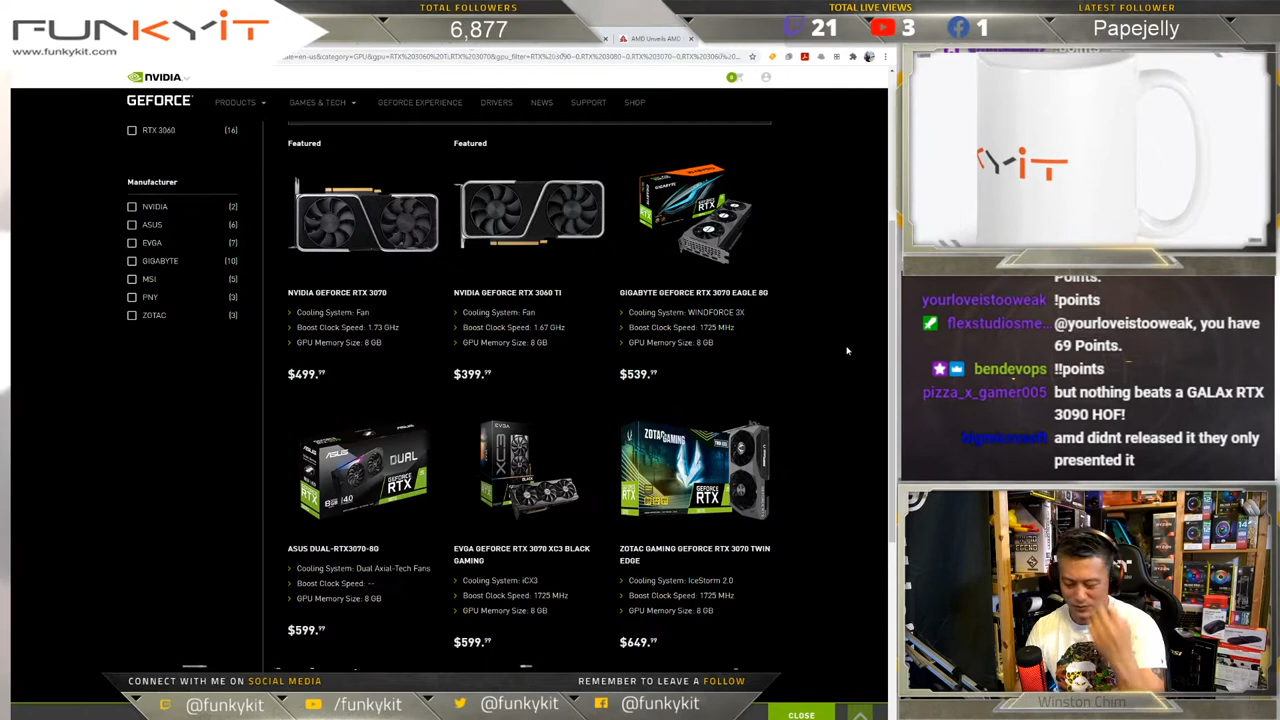 FUNKYiT
www.funkykit.com
TOTAL FOLLOWERS
6,877
TOTAL LIVE VIEWS
21 3 1
LATEST FOLLOWER
Papejelly
AMD Unveils AMD
NVIDIA
GEFORCE
PRODUCTS GAMES & TECH GEFORCE EXPERIENCE DRIVERS NEWS SUPPORT SHOP
RTX 3060 (16)
Manufacturer
NVIDIA (2)
ASUS (6)
EVGA (7)
GIGABYTE (10)
MSI (5)
PNY (3)
ZOTAC (3)
Featured
NVIDIA GEFORCE RTX 3070
Cooling System: Fan
Boost Clock Speed: 1.73 GHz
GPU Memory Size: 8 GB
$499.99
Featured
NVIDIA GEFORCE RTX 3060 TI
Cooling System: Fan
Boost Clock Speed: 1.67 GHz
GPU Memory Size: 8 GB
$399.99
GIGABYTE GEFORCE RTX 3070 EAGLE 8G
Cooling System: WINDFORCE 3X
Boost Clock Speed: 1725 MHz
GPU Memory Size: 8 GB
$539.99
ASUS DUAL-RTX3070-8G
Cooling System: Dual Axial-Tech Fans
Boost Clock Speed: --
GPU Memory Size: 8 GB
$599.99
EVGA GEFORCE RTX 3070 XC3 BLACK
GAMING
Cooling System: iCX3
Boost Clock Speed: 1725 MHz
GPU Memory Size: 8 GB
$599.99
ZOTAC GAMING GEFORCE RTX 3070 TWIN
EDGE
Cooling System: IceStorm 2.0
Boost Clock Speed: 1725 MHz
GPU Memory Size: 8 GB
$649.99
CLOSE
Points.
yourloveistooweak !points
flexstudiosme... @yourloveistooweak, you have
69 Points.
bendevops !!points
pizza_x_gamer005 but nothing beats a GALAx RTX
3090 HOF!
amd didnt released it they only
presented it
Winston Chim
CONNECT WITH ME ON SOCIAL MEDIA
REMEMBER TO LEAVE A FOLLOW
@funkykit /funkykit @funkykit @funkykit